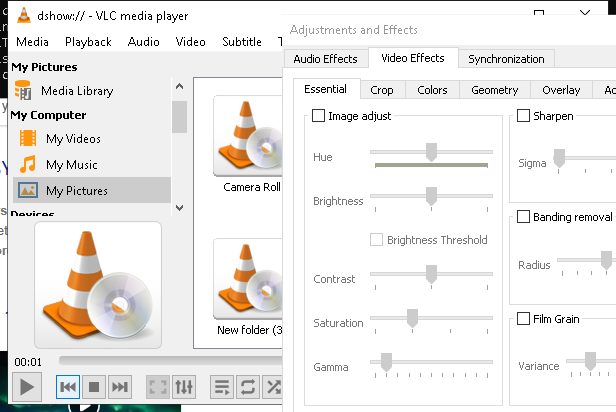 dshow:// - VLC media player
Media Playback Audio Video Subtitle T
My Pictures
Media Library
My Computer
My Videos
My Music
My Pictures
Devices
Camera Roll
New folder (3
00:01
Adjustments and Effects
Audio Effects Video Effects Synchronization
Essential Crop Colors Geometry Overlay
Image adjust
Hue
Brightness
Brightness Threshold
Contrast
Saturation
Gamma
Sharpen
Sigma
Banding removal
Radius
Film Grain
Variance